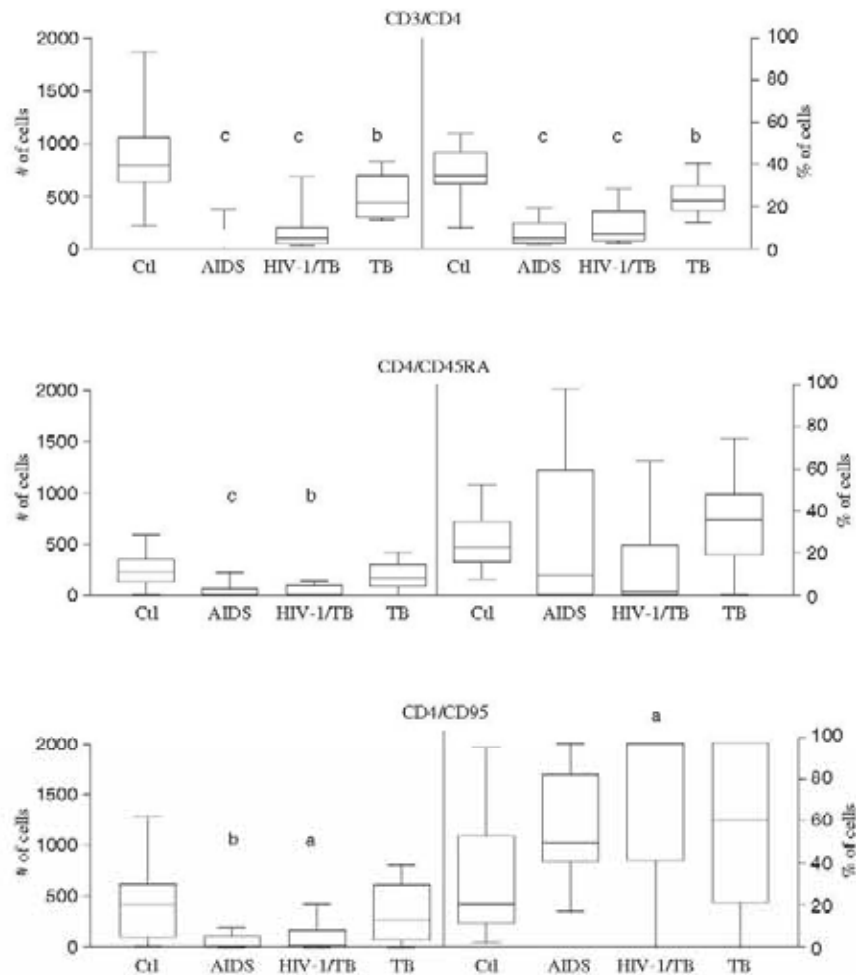 CD3/CD4
2000
1500
1000
500
0
# of cells
c c b
c c b
100
80
60
40
20
0
% of cells
Ctl AIDS HIV-1/TB TB
Ctl AIDS HIV-1/TB TB
CD4/CD45RA
2000
1500
1000
500
0
# of cells
c b
100
80
60
40
20
0
% of cells
Ctl AIDS HIV-1/TB TB
Ctl AIDS HIV-1/TB TB
CD4/CD95
2000
1500
1000
500
0
# of cells
b a
a
100
80
60
40
20
0
% of cells
Ctl AIDS HIV-1/TB TB
Ctl AIDS HIV-1/TB TB